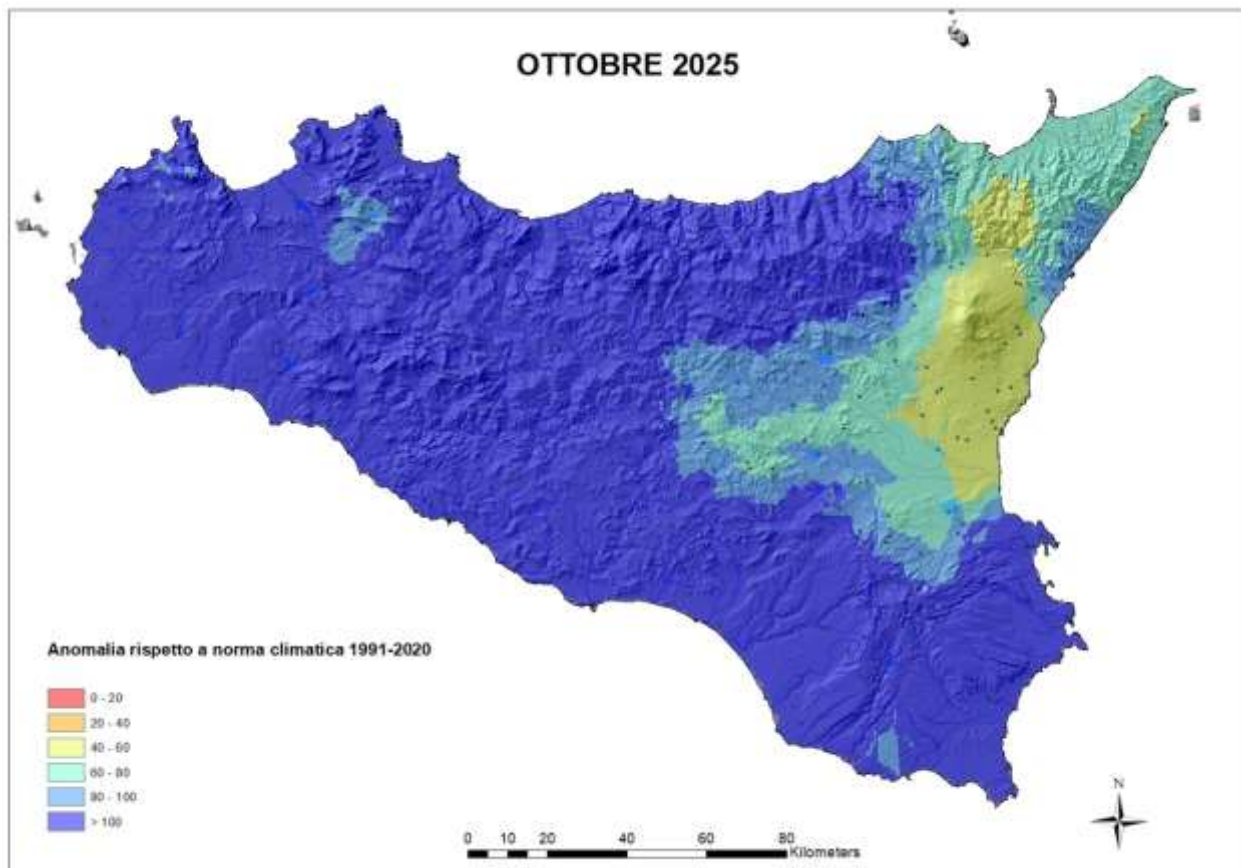 OTTOBRE 2025
Anomalia rispetto a norma climatica 1991-2020
0 - 20
20 - 40
40 - 60
60 - 80
80 - 100
> 100
N
0 10 20 40 60 80
Kilometers